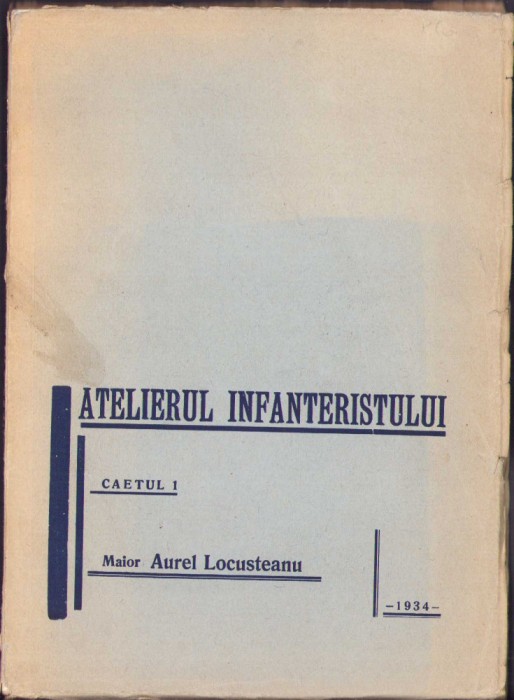 ATELIERUL INFANTERISTULUI
CAETUL 1
Maior Aurel Locusteanu
-1934-